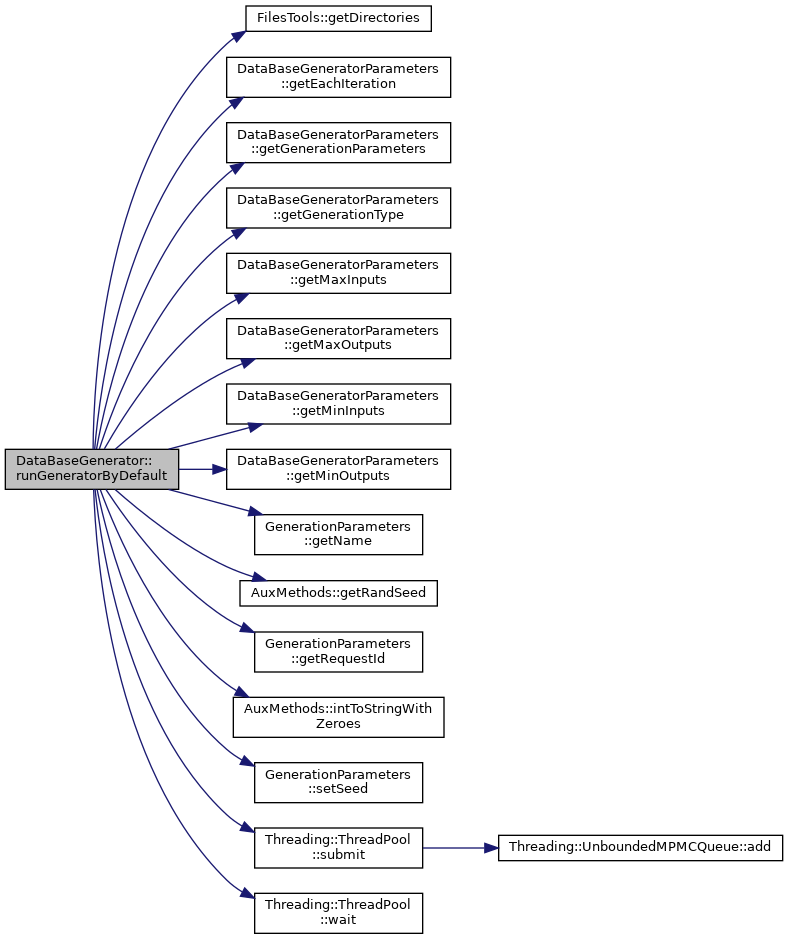 FilesTools::getDirectories
DataBaseGeneratorParameters
::getEachIteration
DataBaseGeneratorParameters
::getGenerationParameters
DataBaseGeneratorParameters
::getGenerationType
DataBaseGeneratorParameters
::getMaxInputs
DataBaseGeneratorParameters
::getMaxOutputs
DataBaseGeneratorParameters
::getMinInputs
DataBaseGenerator::
runGeneratorByDefault
DataBaseGeneratorParameters
::getMinOutputs
GenerationParameters
::getName
AuxMethods::getRandSeed
GenerationParameters
::getRequestId
AuxMethods::intToStringWith
Zeroes
GenerationParameters
::setSeed
Threading::ThreadPool
::submit
Threading::UnboundedMPMCQueue::add
Threading::ThreadPool
::wait